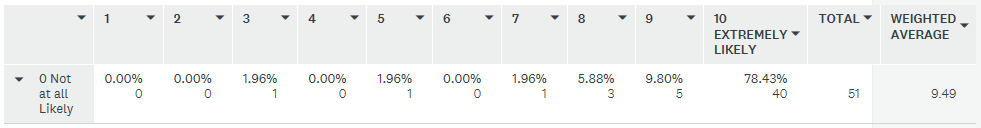 1 2 3 4 5 6 7 8 9 10 EXTREMELY LIKELY TOTAL WEIGHTED AVERAGE
0 Not at all Likely 0.00% 0.00% 1.96% 0.00% 1.96% 0.00% 1.96% 5.88% 9.80% 78.43%
0 0 1 0 1 0 1 3 5 40 51 9.49